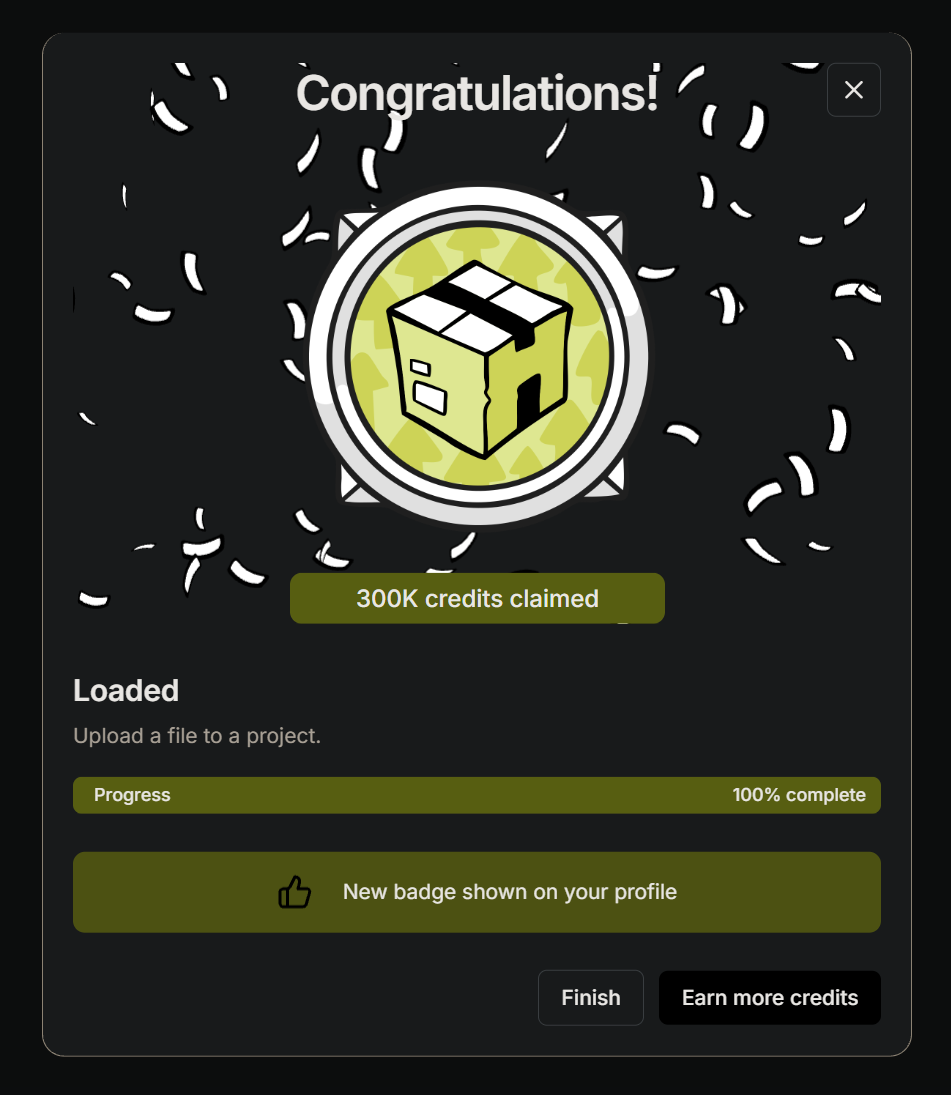 Congratulations!
300K credits claimed
Loaded
Upload a file to a project.
Progress 100% complete
New badge shown on your profile
Finish Earn more credits